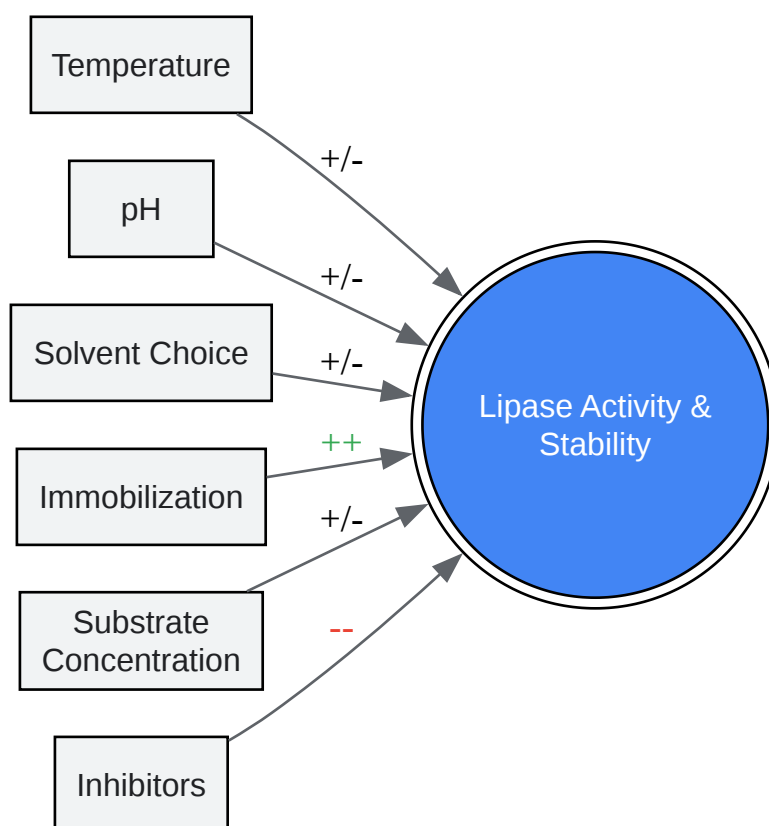 Temperature
+/-
pH
+/-
Solvent Choice
+/-
Lipase Activity &
Stability
Immobilization
++
Substrate
Concentration
+/-
Inhibitors
--